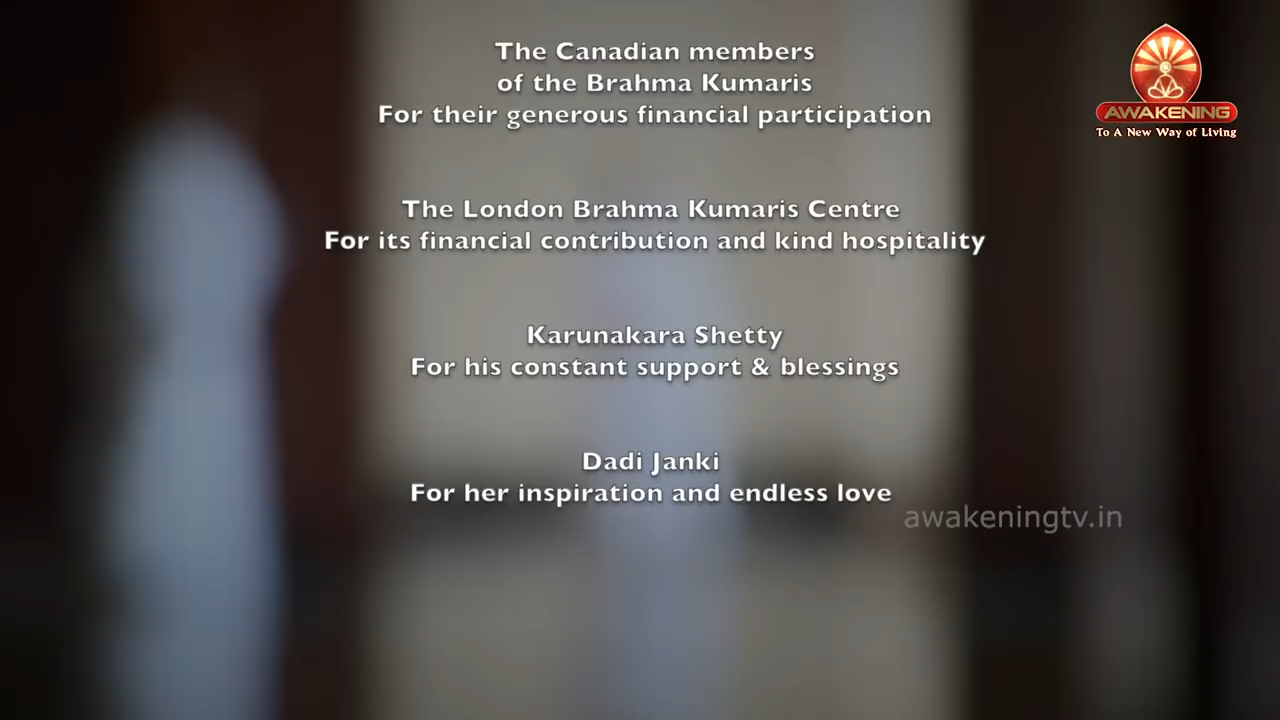 The Canadian members
of the Brahma Kumaris
For their generous financial participation
AWAKENING
To A New Way of Living
The London Brahma Kumaris Centre
For its financial contribution and kind hospitality
Karunakara Shetty
For his constant support & blessings
Dadi Janki
For her inspiration and endless love
awakeningtv.in